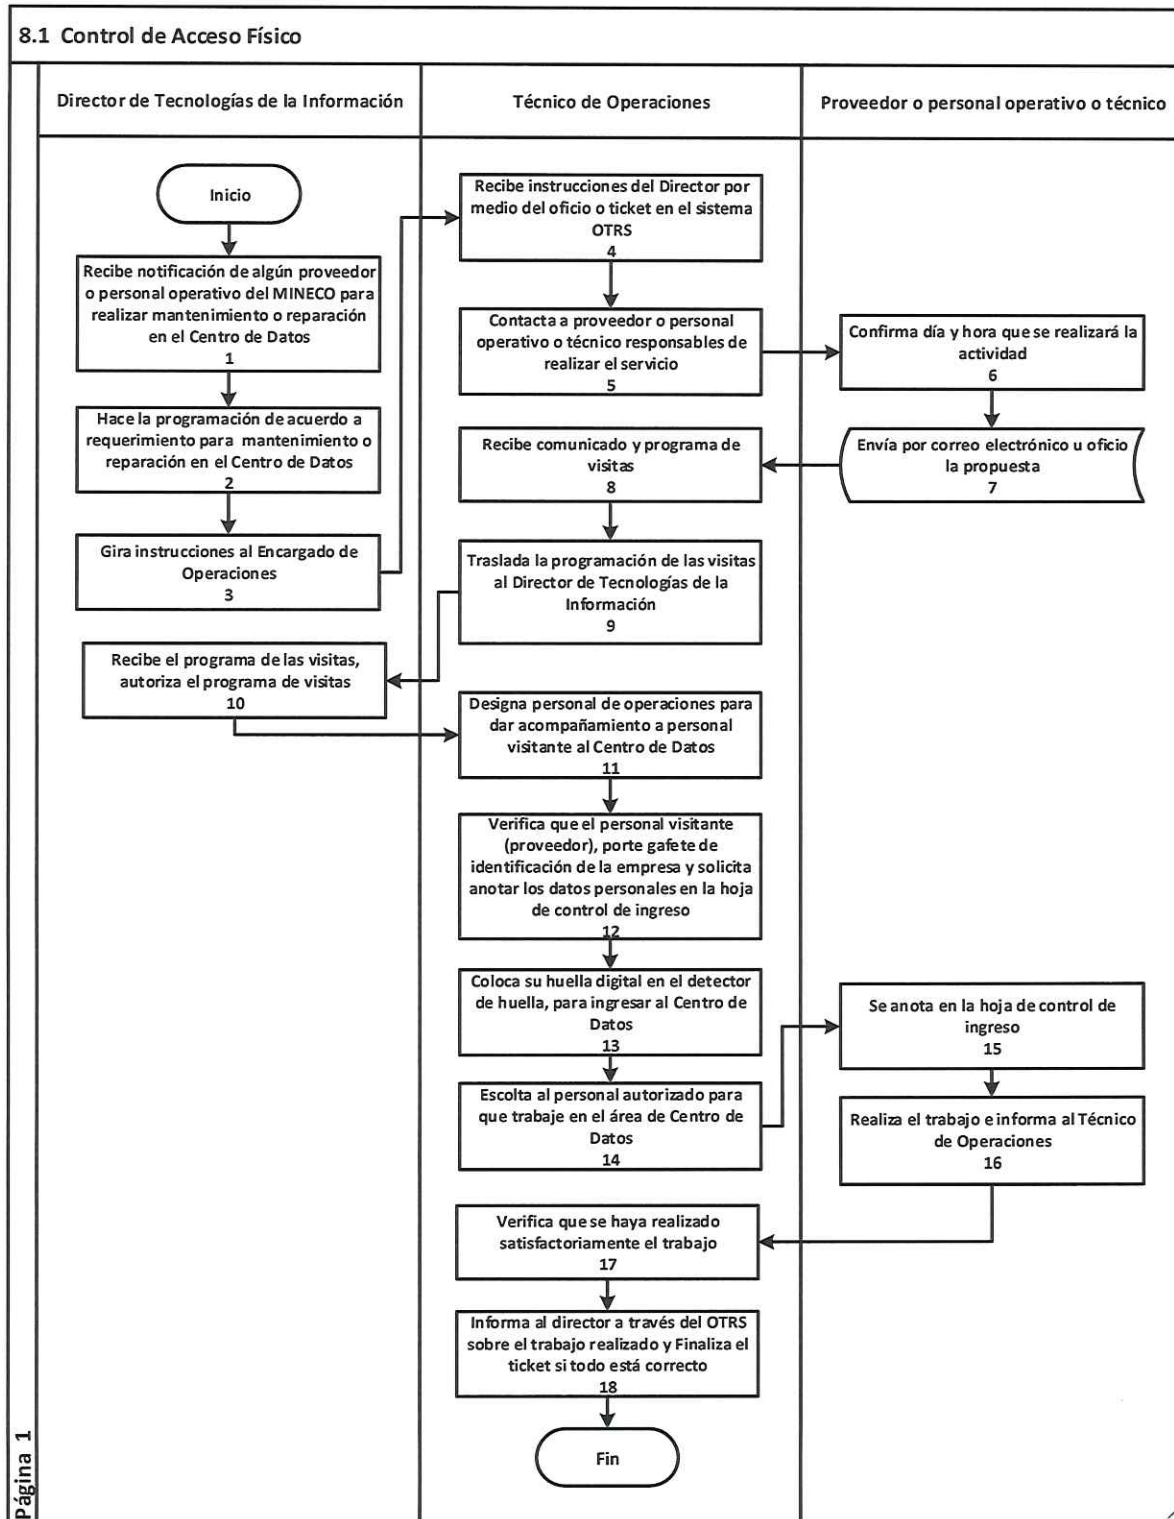 8.1 Control de Acceso Físico
Director de Tecnologías de la Información
Técnico de Operaciones
Proveedor o personal operativo o técnico
Inicio
Recibe notificación de algún proveedor
o personal operativo del MINECO para
realizar mantenimiento o reparación
en el Centro de Datos
1
Hace la programación de acuerdo a
requerimiento para mantenimiento o
reparación en el Centro de Datos
2
Gira instrucciones al Encargado de
Operaciones
3
Recibe instrucciones del Director por
medio del oficio o ticket en el sistema
OTRS
4
Contacta a proveedor o personal
operativo o técnico responsables de
realizar el servicio
5
Confirma día y hora que se realizará la
actividad
6
Envía por correo electrónico u oficio
la propuesta
7
Recibe comunicado y programa de
visitas
8
Traslada la programación de las visitas
al Director de Tecnologías de la
Información
9
Recibe el programa de las visitas,
autoriza el programa de visitas
10
Designa personal de operaciones para
dar acompañamiento a personal
visitante al Centro de Datos
11
Verifica que el personal visitante
(proveedor), porte gafete de
identificación de la empresa y solicita
anotar los datos personales en la hoja
de control de ingreso
12
Coloca su huella digital en el detector
de huella, para ingresar al Centro de
Datos
13
Escolta al personal autorizado para
que trabaje en el área de Centro de
Datos
14
Se anota en la hoja de control de
ingreso
15
Realiza el trabajo e informa al Técnico
de Operaciones
16
Verifica que se haya realizado
satisfactoriamente el trabajo
17
Informa al director a través del OTRS
sobre el trabajo realizado y Finaliza el
ticket si todo está correcto
18
Fin
Página 1